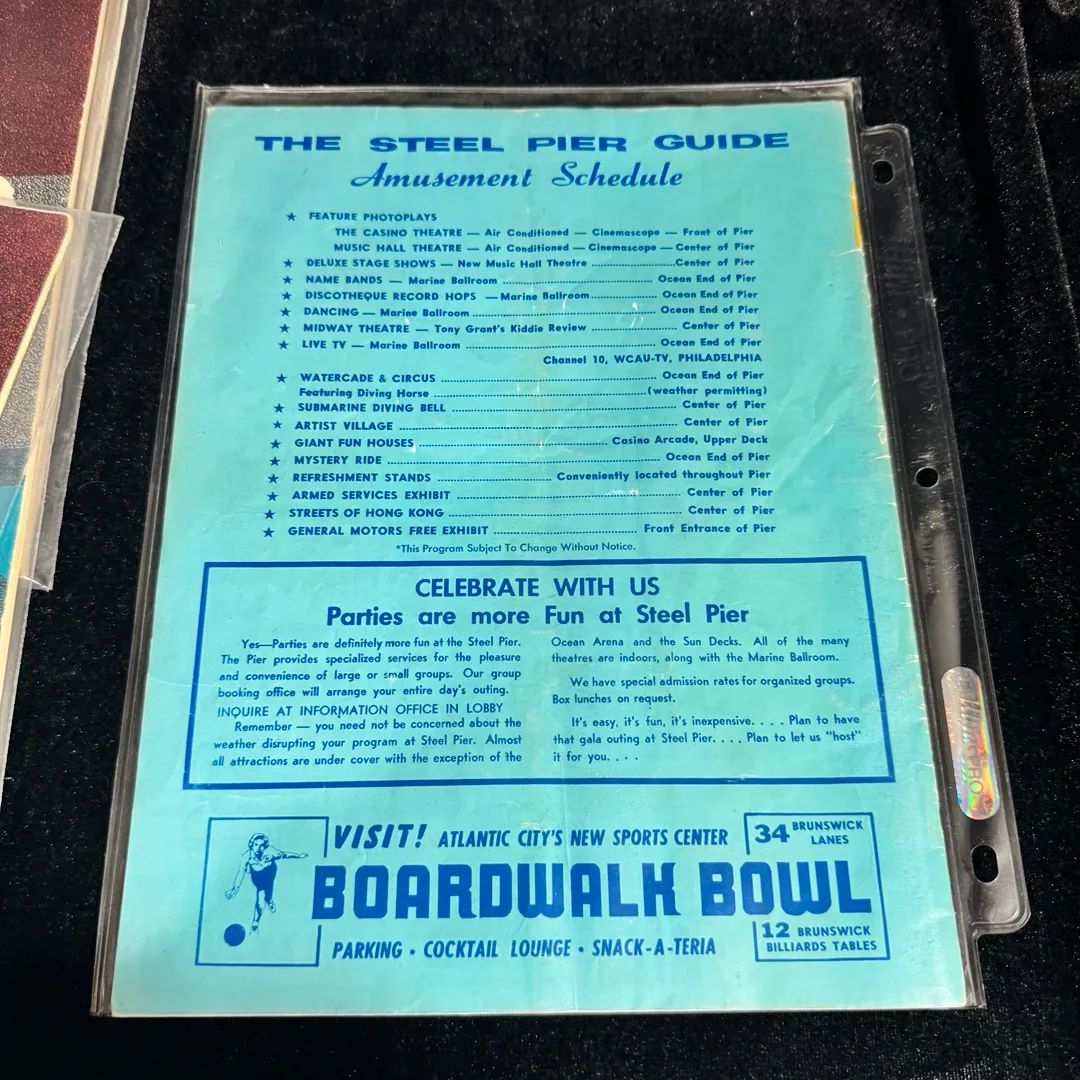 THE STEEL PIER GUIDE
Amusement Schedule
★ FEATURE PHOTOPLAYS
THE CASINO THEATRE — Air Conditioned — Cinemascope — Front of Pier
MUSIC HALL THEATRE — Air Conditioned — Cinemascope — Center of Pier
★ DELUXE STAGE SHOWS — New Music Hall Theatre ........................Center of Pier
★ NAME BANDS — Marine Ballroom ........................ Ocean End of Pier
★ DISCOTHEQUE RECORD HOPS —Marine Ballroom........................ Ocean End of Pier
★ DANCING — Marine Ballroom ........................ Ocean End of Pier
★ MIDWAY THEATRE — Tony Grant's Kiddie Review ........................ Center of Pier
★ LIVE TV — Marine Ballroom ........................ Ocean End of Pier
Channel 10, WCAU-TV, PHILADELPHIA
★ WATERCADE & CIRCUS ........................ Ocean End of Pier
Featuring Diving Horse ........................(weather permitting)
★ SUBMARINE DIVING BELL ........................ Center of Pier
★ ARTIST VILLAGE ........................ Center of Pier
★ GIANT FUN HOUSES ........................ Casino Arcade, Upper Deck
★ MYSTERY RIDE ........................ Ocean End of Pier
★ REFRESHMENT STANDS ........................ Conveniently located throughout Pier
★ ARMED SERVICES EXHIBIT ........................ Center of Pier
★ STREETS OF HONG KONG ........................ Center of Pier
★ GENERAL MOTORS FREE EXHIBIT ........................ Front Entrance of Pier
*This Program Subject To Change Without Notice.
CELEBRATE WITH US
Parties are more Fun at Steel Pier
Yes—Parties are definitely more fun at the Steel Pier.
The Pier provides specialized services for the pleasure
and convenience of large or small groups. Our group
booking office will arrange your entire day's outing.
INQUIRE AT INFORMATION OFFICE IN LOBBY
Remember — you need not be concerned about the
weather disrupting your program at Steel Pier. Almost
all attractions are under cover with the exception of the
Ocean Arena and the Sun Decks. All of the many
theatres are indoors, along with the Marine Ballroom.
We have special admission rates for organized groups.
Box lunches on request.
It's easy, it's fun, it's inexpensive. . . . Plan to have
that gala outing at Steel Pier. . . . Plan to let us "host"
it for you. . . .
VISIT! ATLANTIC CITY'S NEW SPORTS CENTER
34 BRUNSWICK
LANES
BOARDWALK BOWL
PARKING • COCKTAIL LOUNGE • SNACK-A-TERIA
12 BRUNSWICK
BILLIARDS TABLES